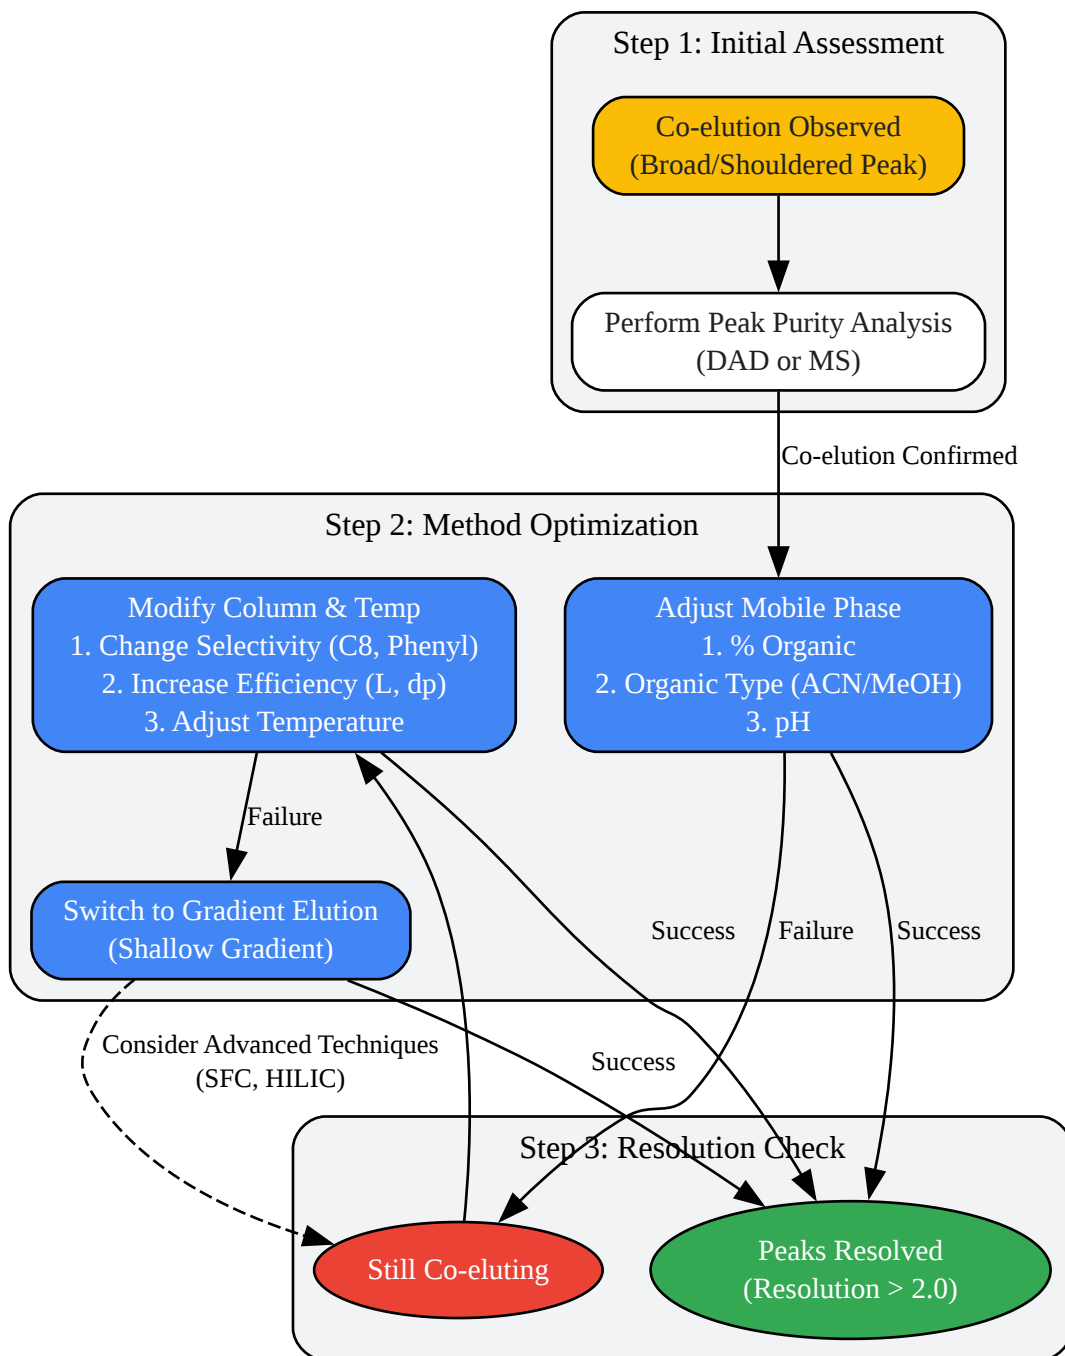 Step 1: Initial Assessment
Co-elution Observed
(Broad/Shouldered Peak)
Perform Peak Purity Analysis
(DAD or MS)
Co-elution Confirmed
Step 2: Method Optimization
Modify Column & Temp
1. Change Selectivity (C8, Phenyl)
2. Increase Efficiency (L, dp)
3. Adjust Temperature
Adjust Mobile Phase
1. % Organic
2. Organic Type (ACN/MeOH)
3. pH
Failure
Switch to Gradient Elution
(Shallow Gradient)
Success
Failure
Success
Consider Advanced Techniques
(SFC, HILIC)
Success
Step 3: Resolution Check
Still Co-eluting
Peaks Resolved
(Resolution > 2.0)